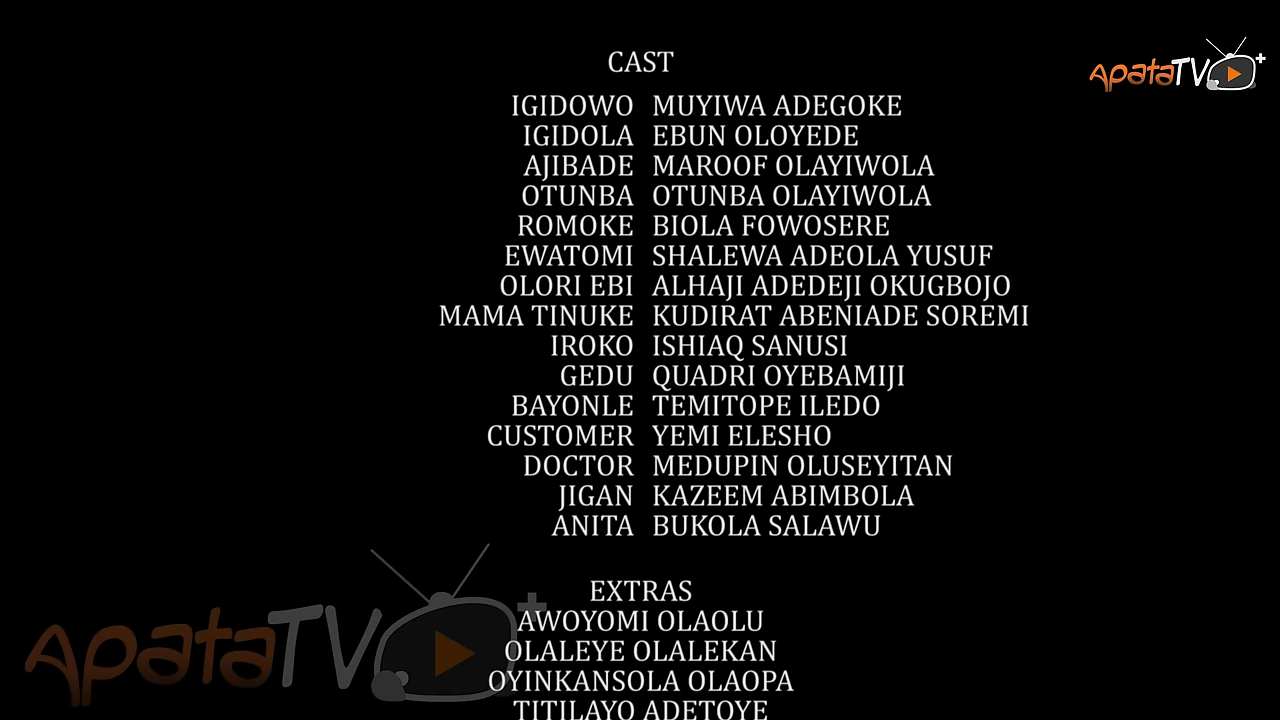 CAST
ApataTV+
IGIDOWO MUYIWA ADEGOKE
IGIDOLA EBUN OLOYEDE
AJIBADE MAROOF OLAYIWOLA
OTUNBA OTUNBA OLAYIWOLA
ROMOKE BIOLA FOWOSERE
EWATOMI SHALEWA ADEOLA YUSUF
OLORI EBI ALHAJI ADEDEJI OKUGBOJO
MAMA TINUKE KUDIRAT ABENIADE SOREMI
IROKO ISHIAQ SANUSI
GEDU QUADRI OYEBAMIJI
BAYONLE TEMITOPE ILEDO
CUSTOMER YEMI ELESHO
DOCTOR MEDUPIN OLUSEYITAN
JIGAN KAZEEM ABIMBOLA
ANITA BUKOLA SALAWU
EXTRAS
AWOYOMI OLAOLU
OLALEYE OLALEKAN
OYINKANSOLA OLAOPA
TITILAYO ADETOYE
ApataTV+